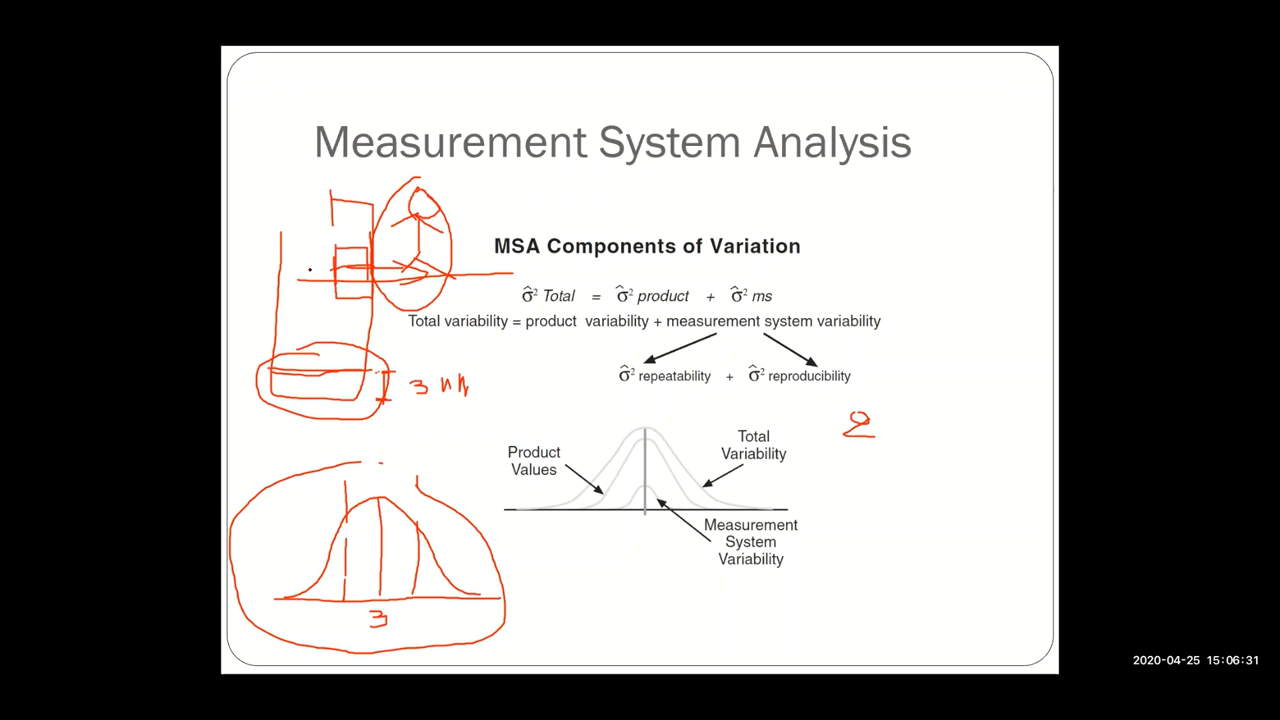 Measurement System Analysis
MSA Components of Variation
σ̂² Total = σ̂² product + σ̂² ms
Total variability = product variability + measurement system variability
σ̂² repeatability + σ̂² reproducibility
3
2
Product
Values
Total
Variability
Measurement
System
Variability
3
2020-04-25 15:06:31